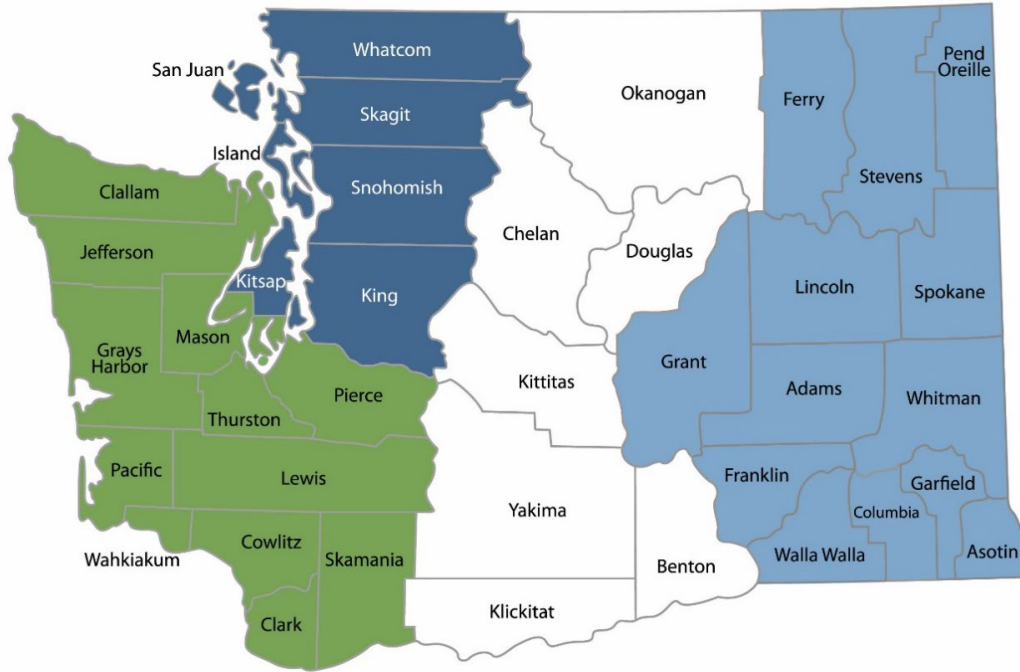 Whatcom
San Juan
Pend
Oreille
Okanogan
Ferry
Skagit
Island
Snohomish
Stevens
Clallam
Chelan
Douglas
Jefferson
Kitsap
King
Lincoln
Spokane
Mason
Grays
Harbor
Grant
Kittitas
Adams
Pierce
Whitman
Thurston
Pacific
Lewis
Franklin
Garfield
Yakima
Columbia
Cowlitz
Skamania
Wahkiakum
Walla Walla
Asotin
Benton
Klickitat
Clark